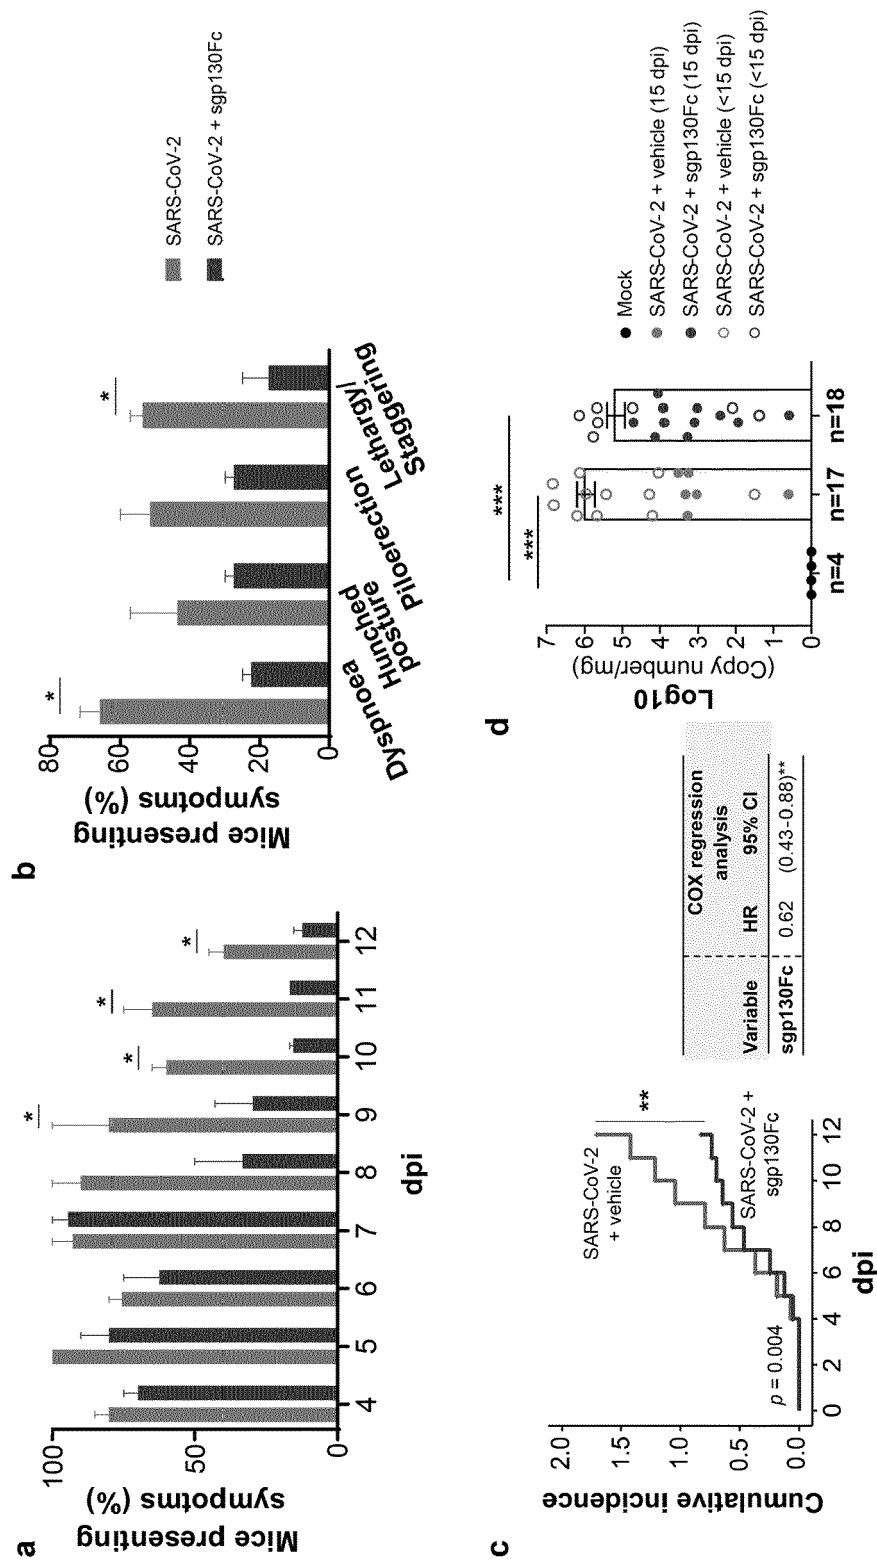 a
Mice presenting
sympotms (%)
100
50
0
4
5
6
7
8
9
10
11
12
dpi
*
*
*
*
b
Mice presenting
sympotms (%)
80
60
40
20
0
Dyspnoea
Hunched
posture
Piloerection
Lethargy/
Staggering
*
*
SARS-CoV-2
SARS-CoV-2 + sgp130Fc
c
Cumulative incidence
2.0
1.5
1.0
0.5
0.0
0
2
4
6
8
10
12
dpi
p = 0.004
SARS-CoV-2
+ vehicle
SARS-CoV-2 +
sgp130Fc
**
COX regression
analysis
Variable HR 95% CI
sgp130Fc 0.62 (0.43-0.88)**
d
Log10
(Copy number/mg)
7
6
5
4
3
2
1
0
n=4
n=17
n=18
***
***
Mock
SARS-CoV-2 + vehicle (15 dpi)
SARS-CoV-2 + sgp130Fc (15 dpi)
SARS-CoV-2 + vehicle (<15 dpi)
SARS-CoV-2 + sgp130Fc (<15 dpi)